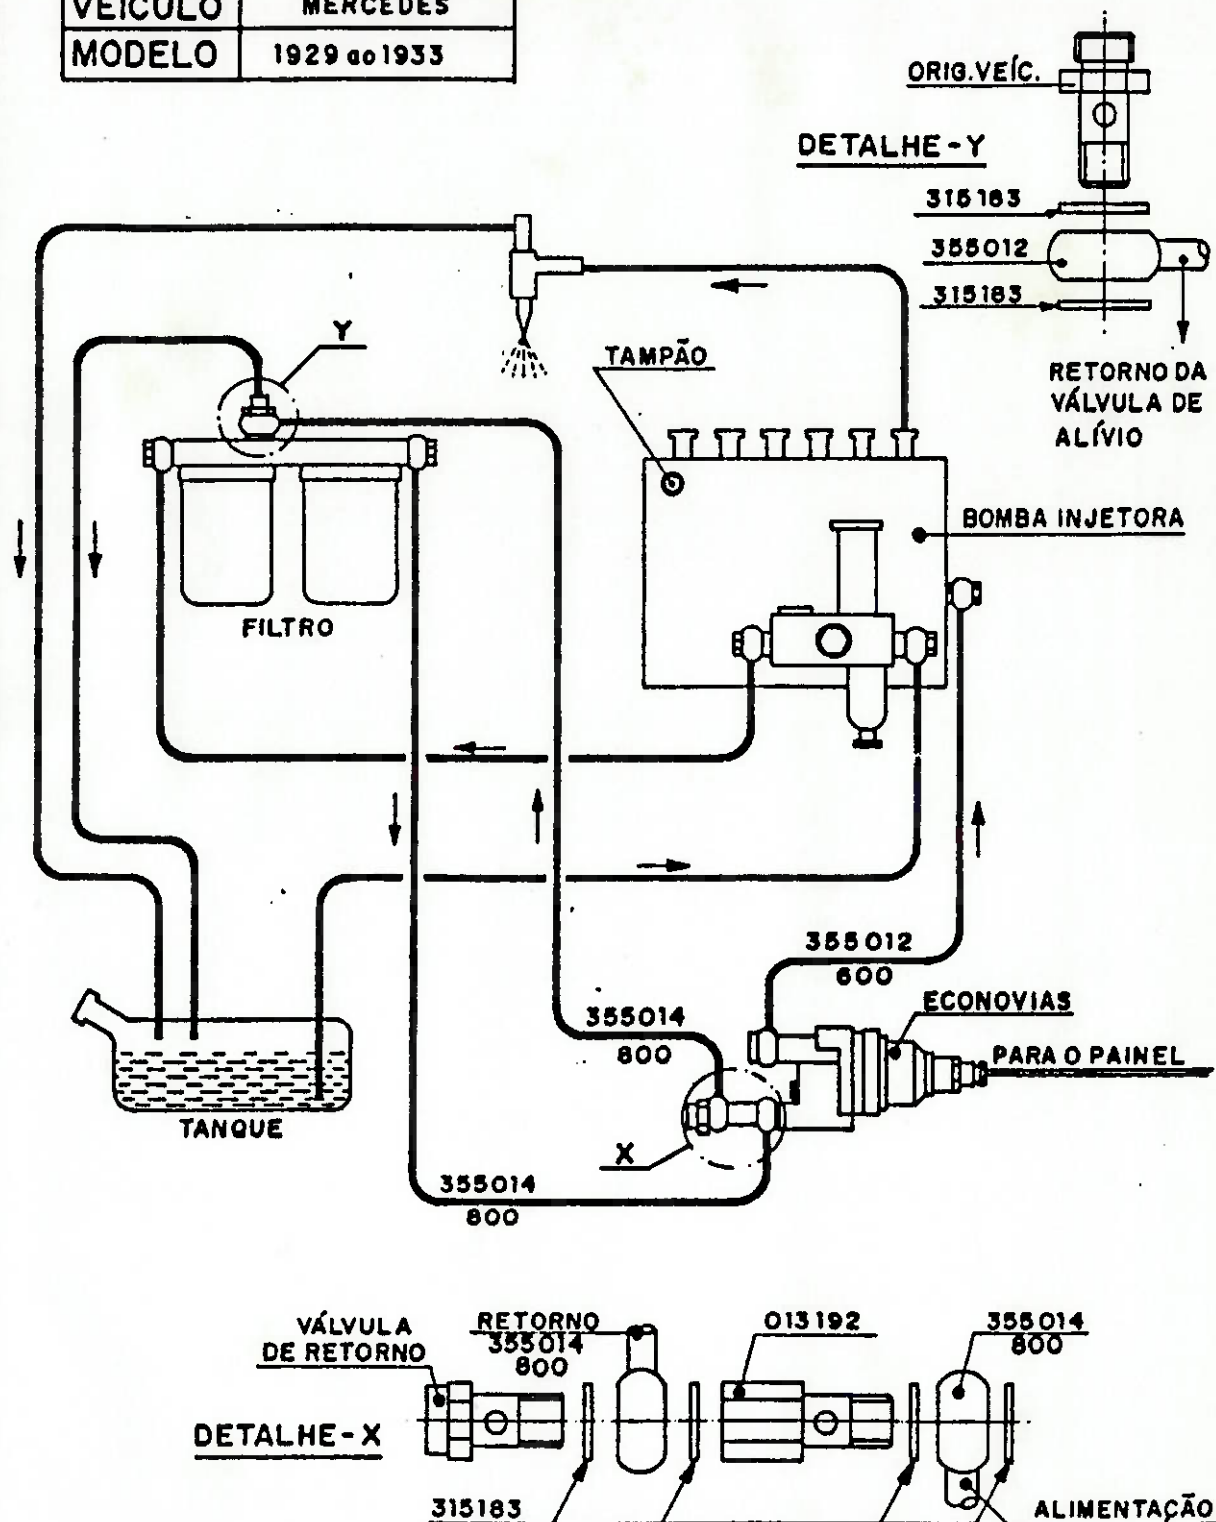 VEÍCULO MERCEDES
MODELO 1929 ao 1933
ORIG.VEÍC.
DETALHE-Y
315183
355012
315183
RETORNO DA
VÁLVULA DE
ALÍVIO
Y
TAMPÃO
BOMBA INJETORA
FILTRO
355012
600
ECONOVIAS
355014
800
PARA O PAINEL
TANQUE
X
355014
800
VÁLVULA
DE RETORNO
RETORNO
355014
800
013192
355014
800
DETALHE-X
315183
ALIMENTAÇÃO